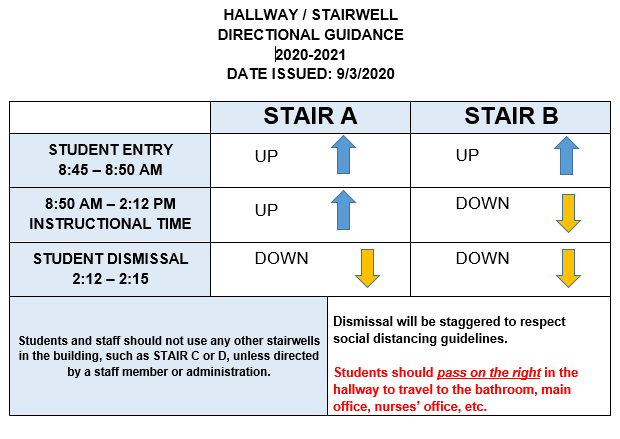 HALLWAY / STAIRWELL
DIRECTIONAL GUIDANCE
2020-2021
DATE ISSUED: 9/3/2020
STAIR A STAIR B
STUDENT ENTRY
8:45 – 8:50 AM
UP UP
8:50 AM – 2:12 PM
INSTRUCTIONAL TIME
UP DOWN
STUDENT DISMISSAL
2:12 – 2:15
DOWN DOWN
Students and staff should not use any other stairwells
in the building, such as STAIR C or D, unless directed
by a staff member or administration.
Dismissal will be staggered to respect
social distancing guidelines.
Students should pass on the right in the
hallway to travel to the bathroom, main
office, nurses’ office, etc.